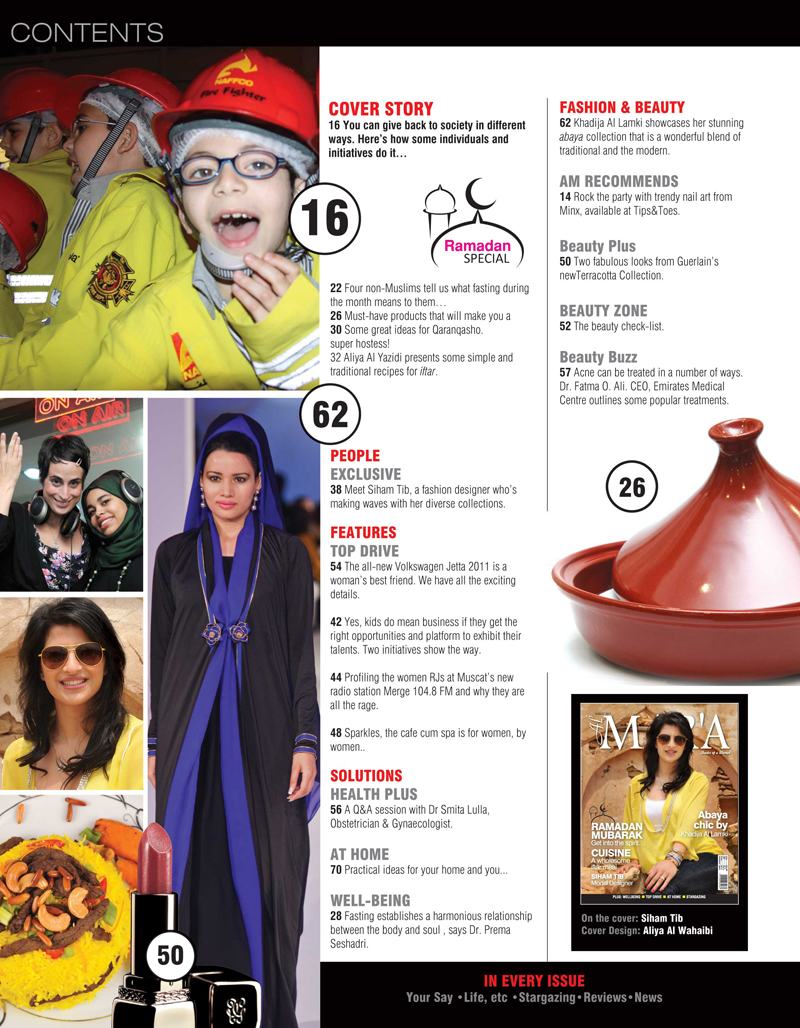 CONTENTS
NAFFCO
Fire Fighter
16
ON AIR
ON AIR
62
50
COVER STORY
16 You can give back to society in different
ways. Here's how some individuals and
initiatives do it…
Ramadan
SPECIAL
22 Four non-Muslims tell us what fasting during
the month means to them…
26 Must-have products that will make you a
30 Some great ideas for Qaranqasho.
super hostess!
32 Aliya Al Yazidi presents some simple and
traditional recipes for iftar.
PEOPLE
EXCLUSIVE
38 Meet Siham Tib, a fashion designer who's
making waves with her diverse collections.
FEATURES
TOP DRIVE
54 The all-new Volkswagen Jetta 2011 is a
woman's best friend. We have all the exciting
details.
42 Yes, kids do mean business if they get the
right opportunities and platform to exhibit their
talents. Two initiatives show the way.
44 Profiling the women RJs at Muscat's new
radio station Merge 104.8 FM and why they are
all the rage.
48 Sparkles, the cafe cum spa is for women, by
women..
SOLUTIONS
HEALTH PLUS
56 A Q&A session with Dr Smita Lulla,
Obstetrician & Gynaecologist.
AT HOME
70 Practical ideas for your home and you...
WELL-BEING
28 Fasting establishes a harmonious relationship
between the body and soul , says Dr. Prema
Seshadri.
FASHION & BEAUTY
62 Khadija Al Lamki showcases her stunning
abaya collection that is a wonderful blend of
traditional and the modern.
AM RECOMMENDS
14 Rock the party with trendy nail art from
Minx, available at Tips&Toes.
Beauty Plus
50 Two fabulous looks from Guerlain's
newTerracotta Collection.
BEAUTY ZONE
52 The beauty check-list.
Beauty Buzz
57 Acne can be treated in a number of ways.
Dr. Fatma O. Ali. CEO, Emirates Medical
Centre outlines some popular treatments.
26
Al
M R'A
RAMADAN
MUBARAK
Get into the spirit...
CUISINE
A wholesome
SIHAM TIB
Model Designer
Abaya
chic by
Khadija Al Lamki
PLUS: WELLBEING TOP DRIVE AT HOME STARGAZING
On the cover: Siham Tib
Cover Design: Aliya Al Wahaibi
IN EVERY ISSUE
Your Say • Life, etc • Stargazing • Reviews • News